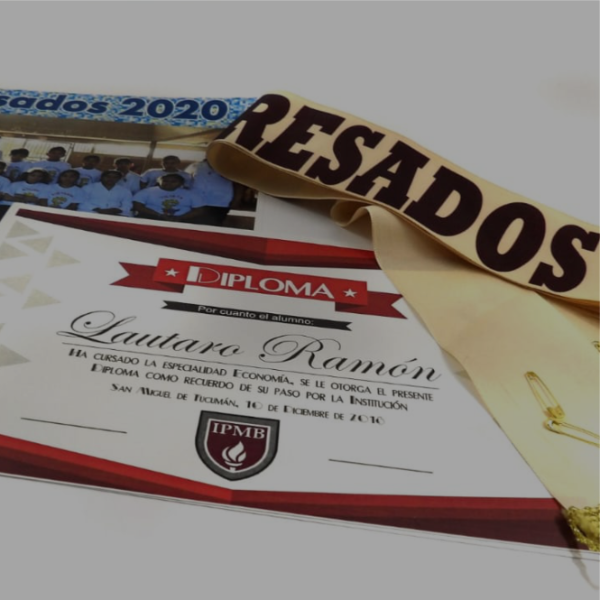 sados 2020
RESADOS
DIPLOMA
Por cuanto el alumno:
Lautaro Ramón
Ha cursado la especialidad Economía, se le otorga el presente
Diploma como recuerdo de su paso por la Institución
San Miguel de Tucumán, 16 de Diciembre de 2016
IPMB